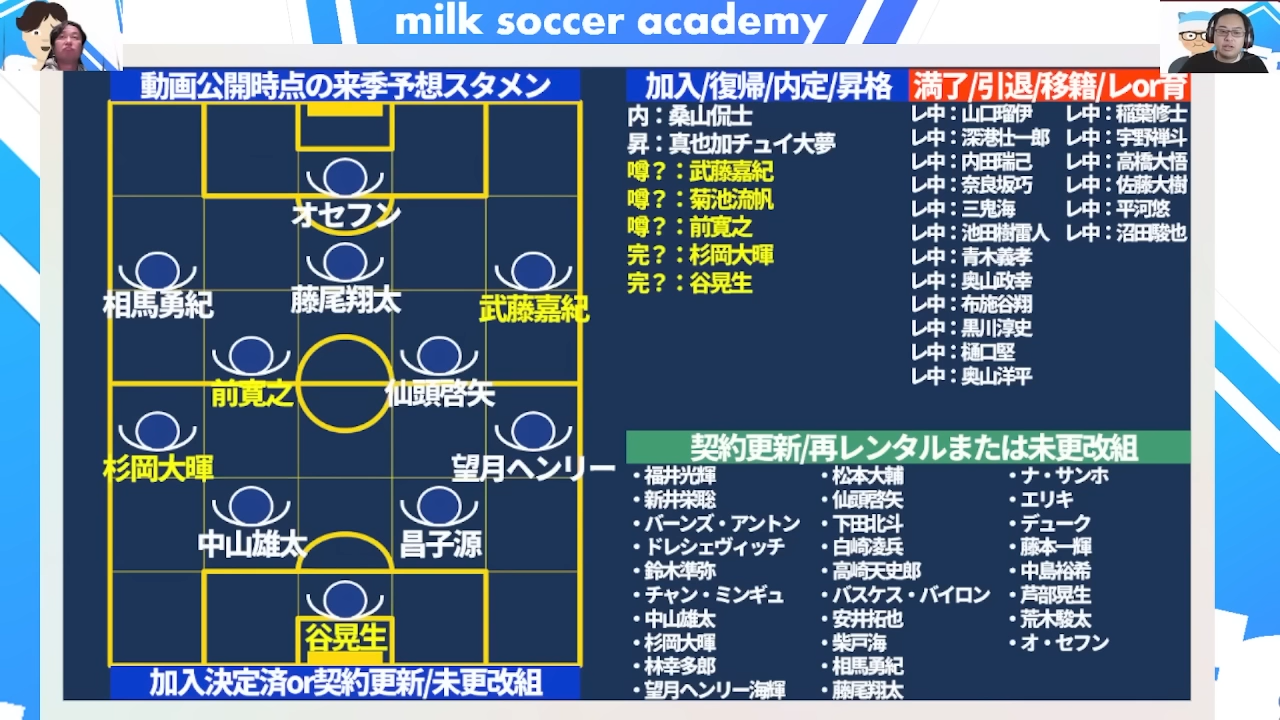 milk soccer academy
動画公開時点の来季予想スタメン
オセフン
相馬勇紀
藤尾翔太
武藤嘉紀
前寛之
仙頭啓矢
杉岡大暉
望月ヘンリー
中山雄太
昌子源
谷晃生
加入決定済or契約更新/未更改組
加入/復帰/内定/昇格
内：桑山侃士
昇：真也加チュイ大夢
噂？：武藤嘉紀
噂？：菊池流帆
噂？：前寛之
完？：杉岡大暉
完？：谷晃生
満了/引退/移籍/レor育
レ中：山口瑠伊
レ中：深港壮一郎
レ中：内田瑞己
レ中：奈良坂巧
レ中：三鬼海
レ中：池田樹雷人
レ中：青木義孝
レ中：奥山政幸
レ中：布施谷翔
レ中：黒川淳史
レ中：樋口堅
レ中：奥山洋平
レ中：稲葉修士
レ中：宇野禅斗
レ中：高橋大悟
レ中：佐藤大樹
レ中：平河悠
レ中：沼田駿也
契約更新/再レンタルまたは未更改組
・福井光輝
・新井栄聡
・バーンズ・アントン
・ドレシェヴィッチ
・鈴木準弥
・チャン・ミンギュ
・中山雄太
・杉岡大暉
・林幸多郎
・望月ヘンリー海輝
・松本大輔
・仙頭啓矢
・下田北斗
・白崎凌兵
・高崎天史郎
・バスケス・バイロン
・安井拓也
・柴戸海
・相馬勇紀
・藤尾翔太
・ナ・サンホ
・エリキ
・デューク
・藤本一輝
・中島裕希
・芦部晃生
・荒木駿太
・オ・セフン